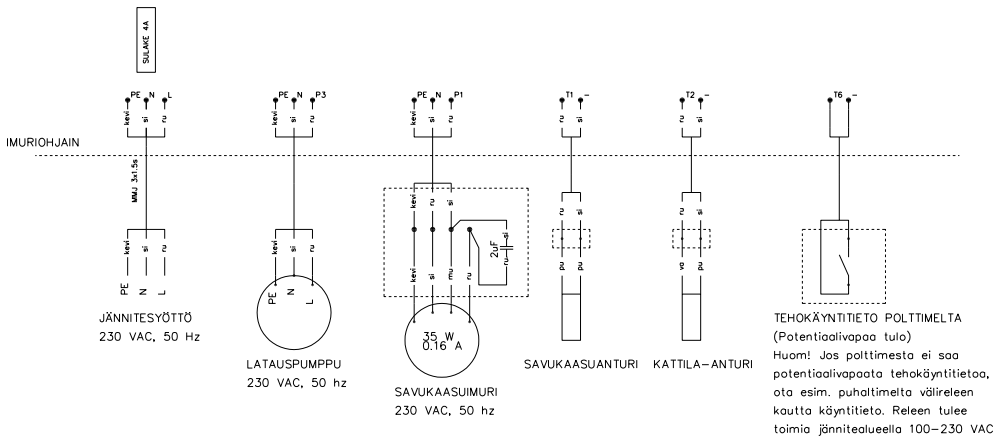 SULAKE 4A
PE N L
PE N P3
PE N P1
T1 -
T2 -
T6 -
kevi si ru
kevi si ru
kevi si ru
ru si
ru si
IMURIOHJAIN
MMJ 3x1.5s
kevi si ru
kevi si ru
kevi ru si
ru si
ru si
2uF
si
ru
kevi si mu ru
pu pu
va pu
PE N L
PE N L
35 W
0.16 A
JÄNNITESYÖTTÖ
230 VAC, 50 Hz
LATAUSPUMPPU
230 VAC, 50 hz
SAVUKAASUIMURI
230 VAC, 50 hz
SAVUKAASUANTURI
KATTILA-ANTURI
TEHOKÄYNTITIETO POLTTIMELTA
(Potentiaalivapaa tulo)
Huom! Jos polttimesta ei saa
potentiaalivapaata tehokäyntitietoa,
ota esim. puhaltimelta välireleen
kautta käyntitieto. Releen tulee
toimia jännitealueella 100-230 VAC